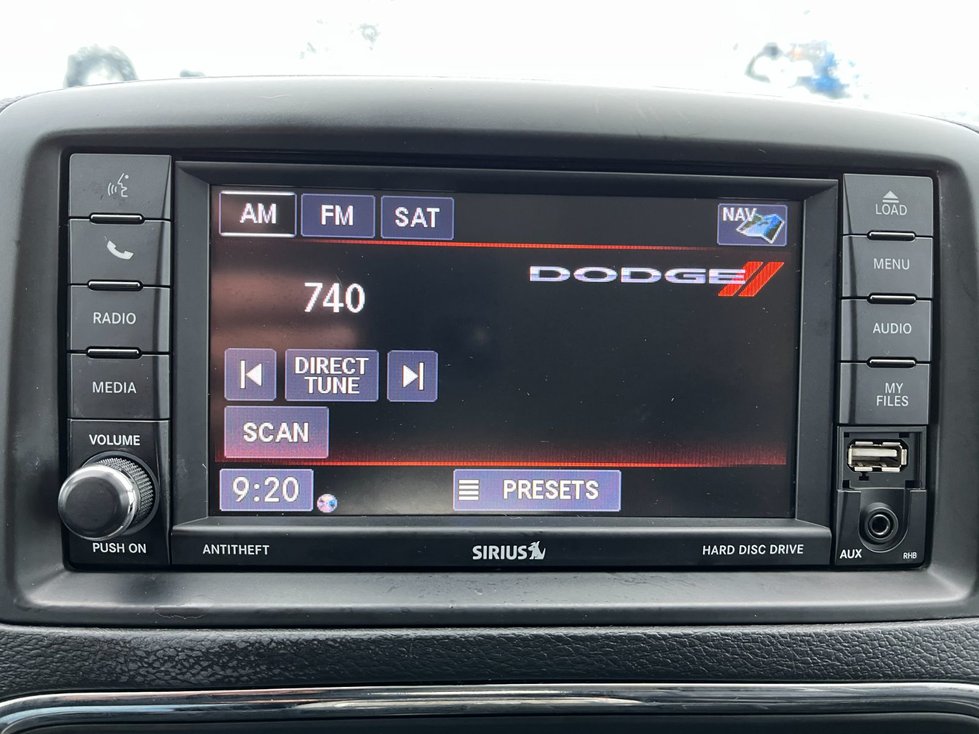 AM
FM
SAT
NAV
LOAD
MENU
740
DODGE
RADIO
AUDIO
DIRECT
TUNE
MEDIA
MY
FILES
SCAN
VOLUME
9:20
PRESETS
PUSH ON
ANTITHEFT
SIRIUS
HARD DISC DRIVE
AUX
RHB